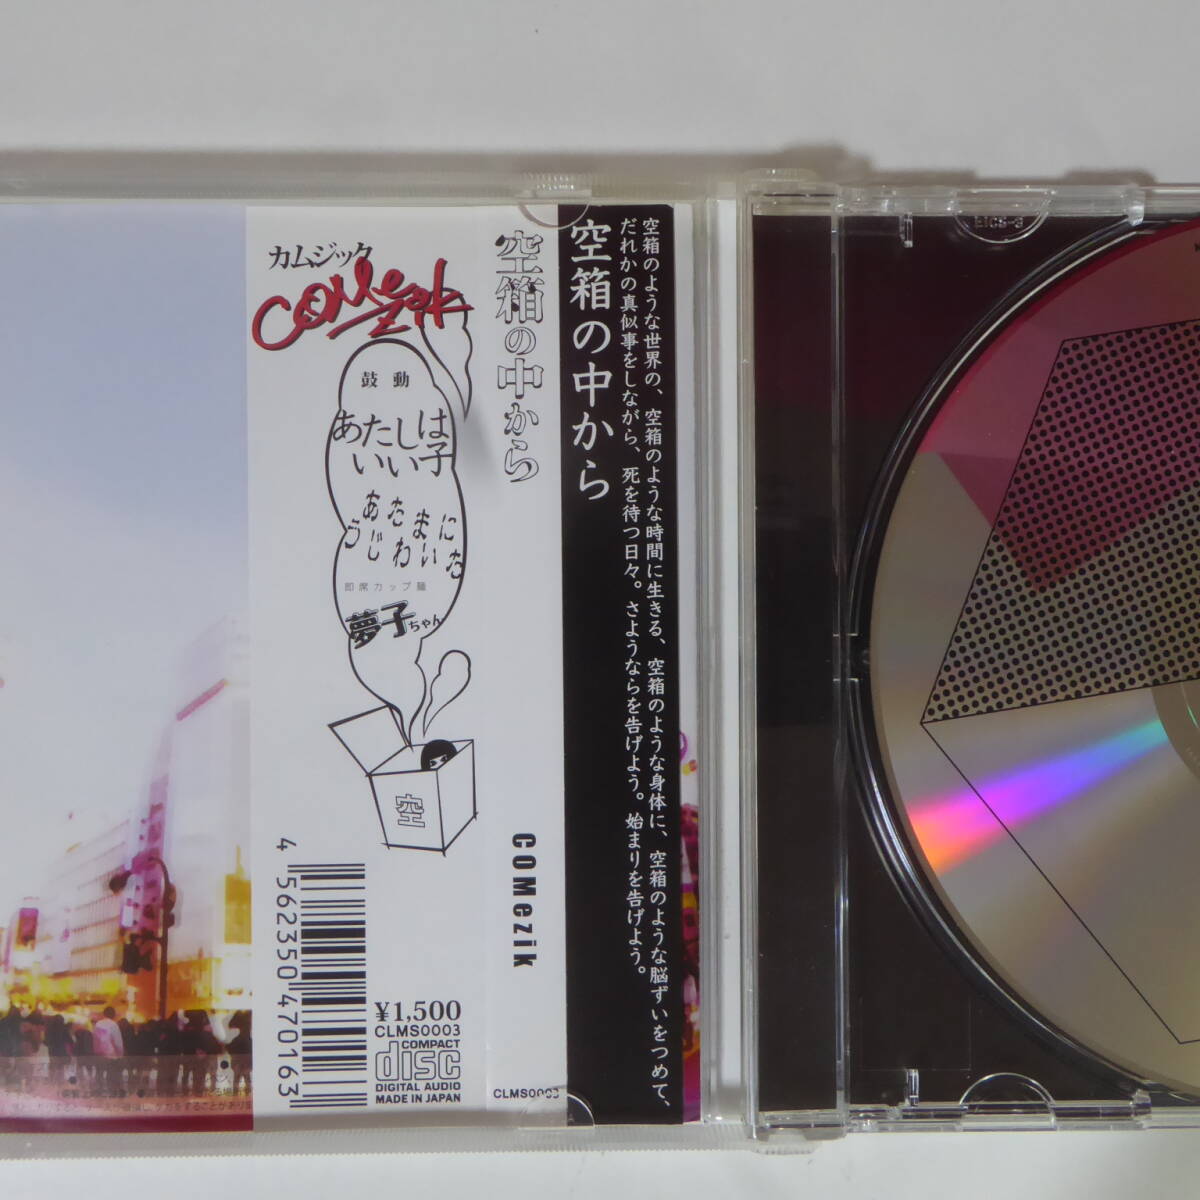 空箱のような世界の、空箱のような時間に生きる、空箱のような身体に、空箱のような脳ずいをつめて、
だれかの真似事をしながら、死を待つ日々。さようならを告げよう。始まりを告げよう。
空箱の中から
空箱の中から
COMezik
CLMS0003
カムジック
COMezik
鼓動
あたしは
いい子
あたまに
うじわいた
即席カップ麺
夢子ちゃん
空
4 562350 470163
¥1,500
CLMS0003
COMPACT
disc
DIGITAL AUDIO
MADE IN JAPAN